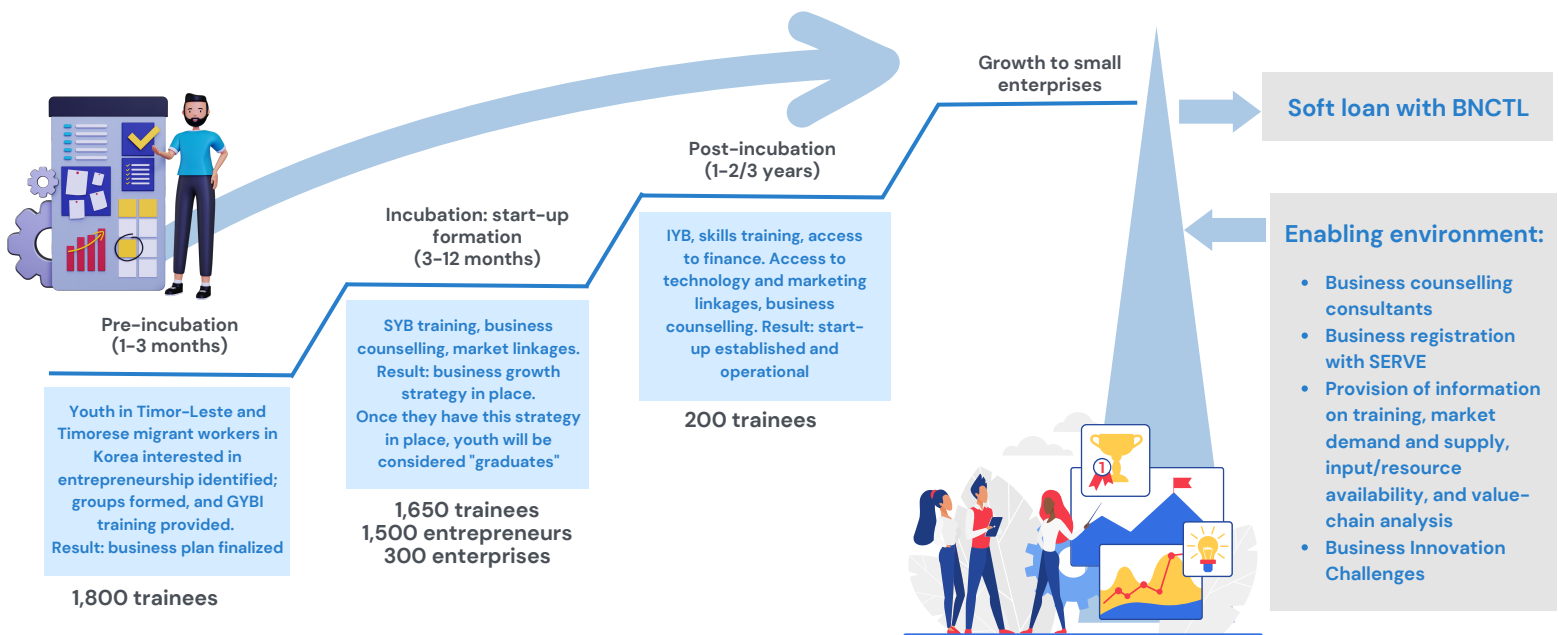 Growth to small
enterprises
Soft loan with BNCTL
Post-incubation
(1-2/3 years)
Incubation: start-up
formation
(3-12 months)
IYB, skills training, access
to finance. Access to
technology and marketing
linkages, business
counselling. Result: start-
up established and
operational
200 trainees
Enabling environment:
• Business counselling
consultants
• Business registration
with SERVE
• Provision of information
on training, market
demand and supply,
input/resource
availability, and value-
chain analysis
• Business Innovation
Challenges
Pre-incubation
(1-3 months)
SYB training, business
counselling, market linkages.
Result: business growth
strategy in place.
Once they have this strategy
in place, youth will be
considered "graduates"
1,650 trainees
1,500 entrepreneurs
300 enterprises
Youth in Timor-Leste and
Timorese migrant workers in
Korea interested in
entrepreneurship identified;
groups formed, and GYBI
training provided.
Result: business plan finalized
1,800 trainees
1